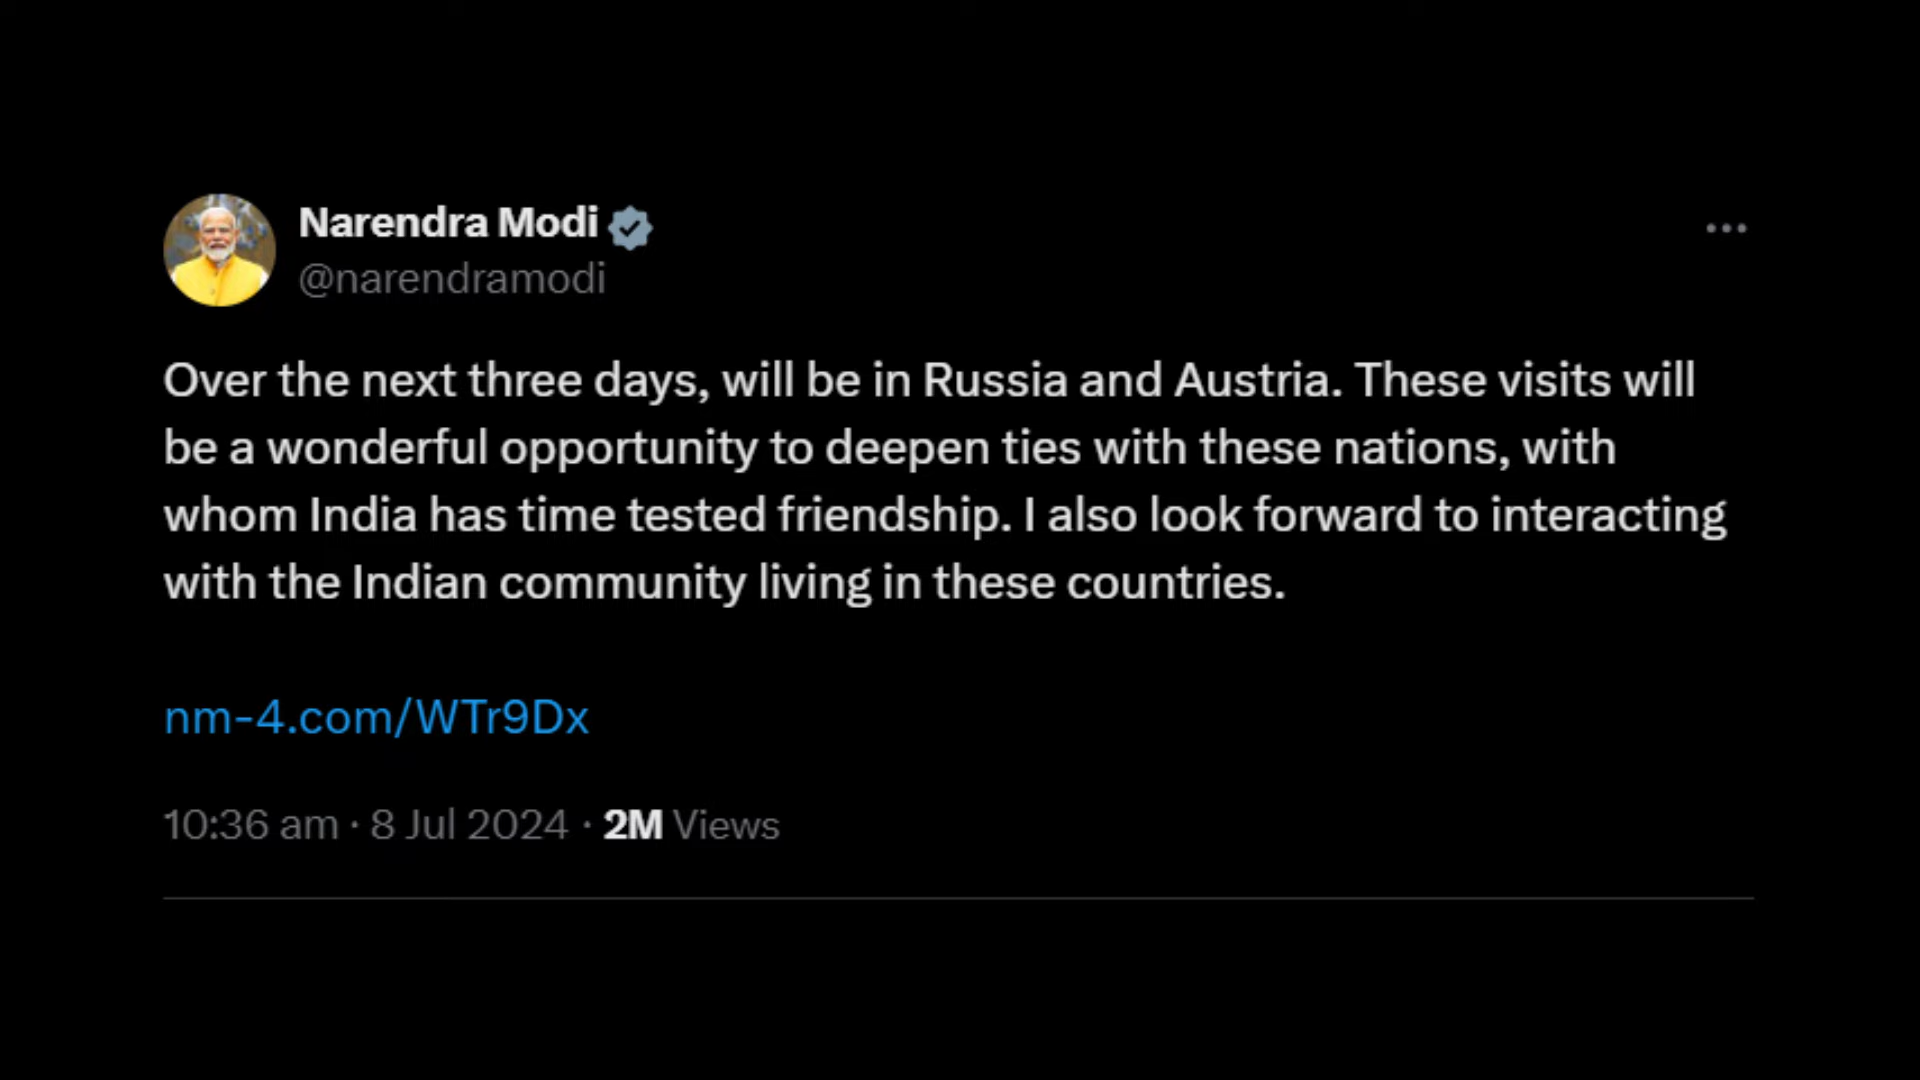 Narendra Modi
@narendramodi
Over the next three days, will be in Russia and Austria. These visits will
be a wonderful opportunity to deepen ties with these nations, with
whom India has time tested friendship. I also look forward to interacting
with the Indian community living in these countries.
nm-4.com/WTr9Dx
10:36 am · 8 Jul 2024 · 2M Views